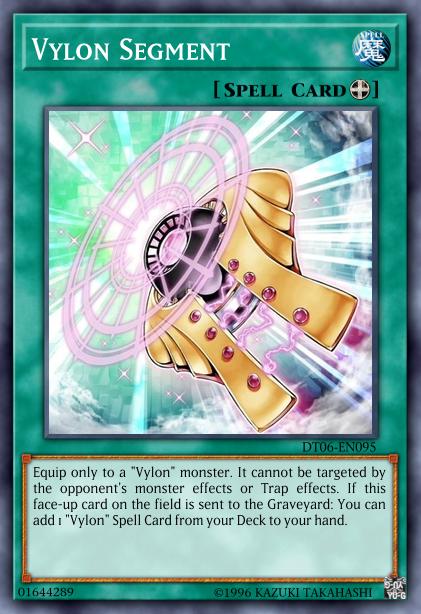 Vylon Segment
SPELL
魔
[Spell Card]
DT06-EN095
Equip only to a "Vylon" monster. It cannot be targeted by
the opponent's monster effects or Trap effects. If this
face-up card on the field is sent to the Graveyard: You can
add 1 "Vylon" Spell Card from your Deck to your hand.
01644289
©1996 KAZUKI TAKAHASHI